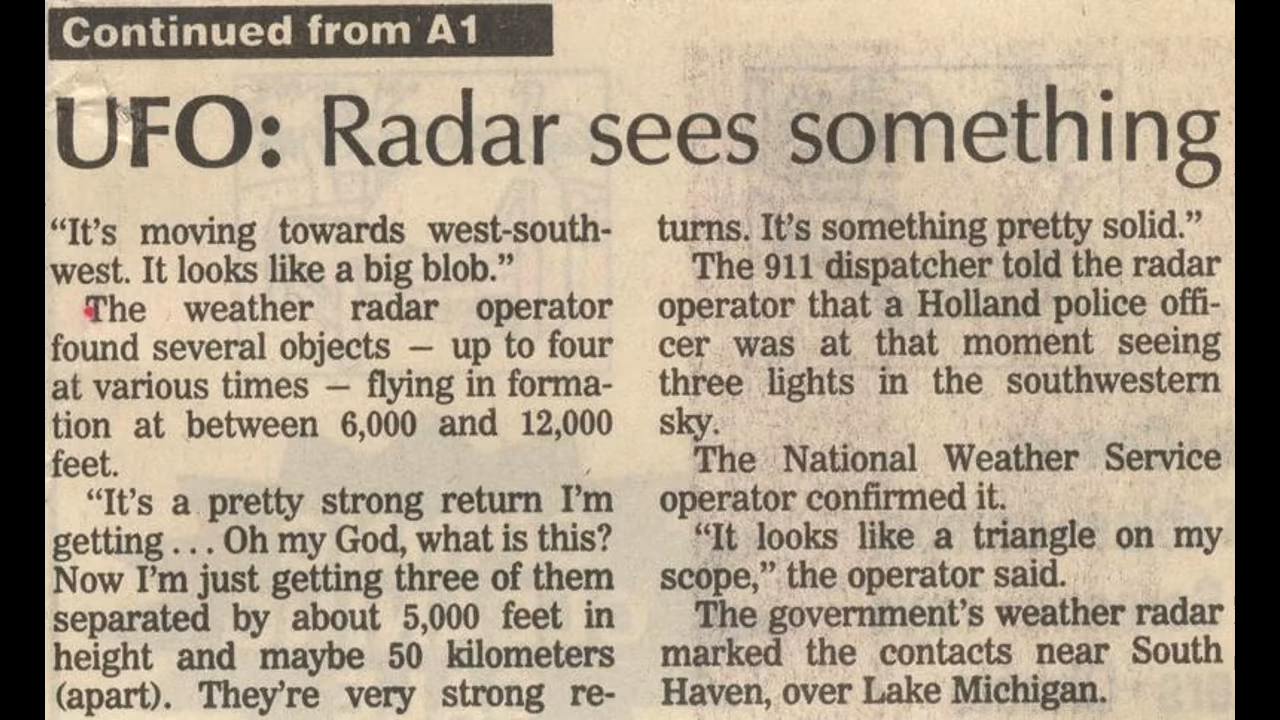 Continued from A1
UFO: Radar sees something
“It’s moving towards west-south-
west. It looks like a big blob.”
The weather radar operator
found several objects — up to four
at various times — flying in forma-
tion at between 6,000 and 12,000
feet.
“It’s a pretty strong return I’m
getting . . . Oh my God, what is this?
Now I’m just getting three of them
separated by about 5,000 feet in
height and maybe 50 kilometers
(apart). They’re very strong re-
turns. It’s something pretty solid.”
The 911 dispatcher told the radar
operator that a Holland police offi-
cer was at that moment seeing
three lights in the southwestern
sky.
The National Weather Service
operator confirmed it.
“It looks like a triangle on my
scope,” the operator said.
The government’s weather radar
marked the contacts near South
Haven, over Lake Michigan.